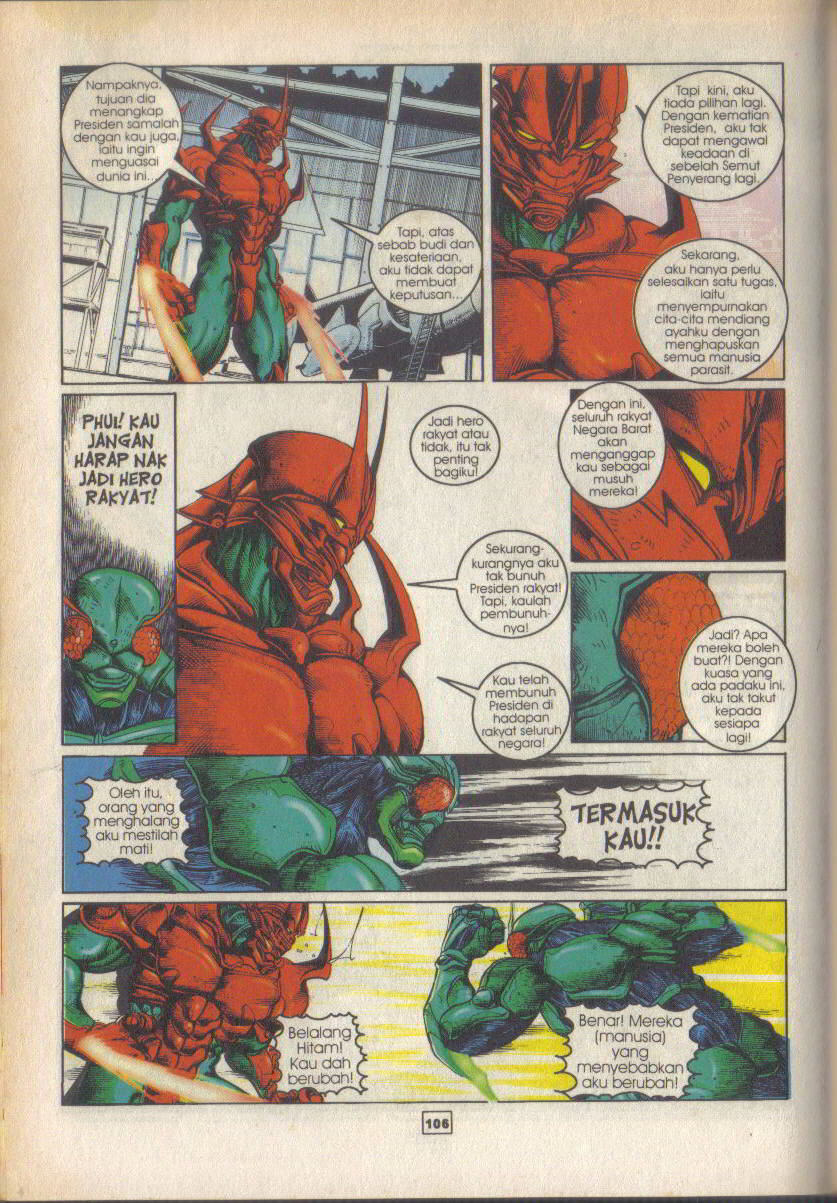 Nampaknya,
tujuan dia
menangkap
Presiden samalah
dengan kau juga,
iaitu ingin
menguasai
dunia ini...
Tapi, atas
sebab budi dan
kesateriaan,
aku tidak dapat
membuat
keputusan...
Tapi kini, aku
tiada pilihan lagi.
Dengan kematian
Presiden, aku tak
dapat mengawal
keadaan di
sebelah Semut
Penyerang lagi.
Sekarang,
aku hanya perlu
selesaikan satu tugas,
iaitu
menyempurnakan
cita-cita mendiang
ayahku dengan
menghapuskan
semua manusia
parasit.
PHUI! KAU
JANGAN
HARAP NAK
JADI HERO
RAKYAT!
Jadi hero
rakyat atau
tidak, itu tak
penting
bagiku!
Sekurang-
kurangnya aku
tak bunuh
Presiden rakyat!
Tapi, kaulah
pembunuh-
nya!
Kau telah
membunuh
Presiden di
hadapan
rakyat seluruh
negara!
Dengan ini,
seluruh rakyat
Negara Barat
akan
menganggap
kau sebagai
musuh
mereka!
Jadi? Apa
mereka boleh
buat?! Dengan
kuasa yang
ada padaku ini,
aku tak takut
kepada
sesiapa
lagi!
Oleh itu,
orang yang
menghalang
aku mestilah
mati!
TERMASUK
KAU!!
Belalang
Hitam!
Kau dah
berubah!
Benar! Mereka
(manusia)
yang
menyebabkan
aku berubah!
106